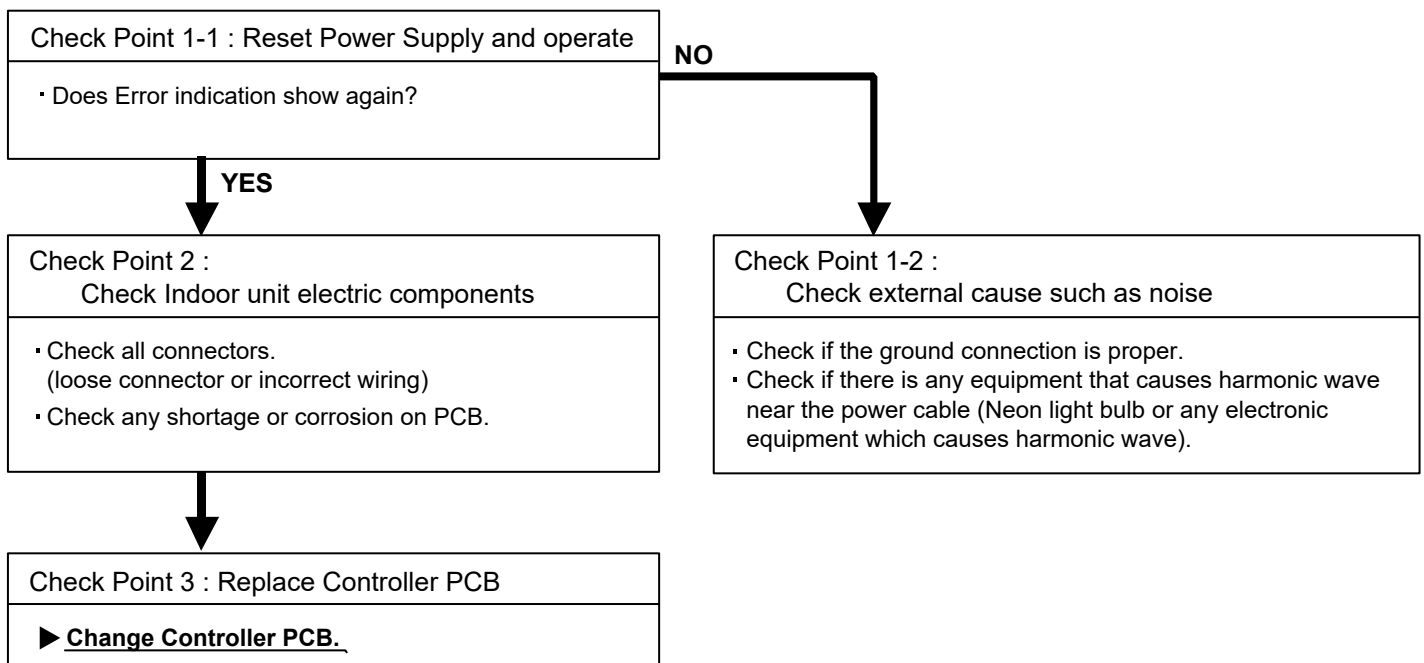 Check Point 1-1 : Reset Power Supply and operate
NO
・Does Error indication show again?
YES
Check Point 2 :
Check Indoor unit electric components
・Check all connectors.
(loose connector or incorrect wiring)
・Check any shortage or corrosion on PCB.
Check Point 1-2 :
Check external cause such as noise
・Check if the ground connection is proper.
・Check if there is any equipment that causes harmonic wave
near the power cable (Neon light bulb or any electronic
equipment which causes harmonic wave).
Check Point 3 : Replace Controller PCB
▶ Change Controller PCB.